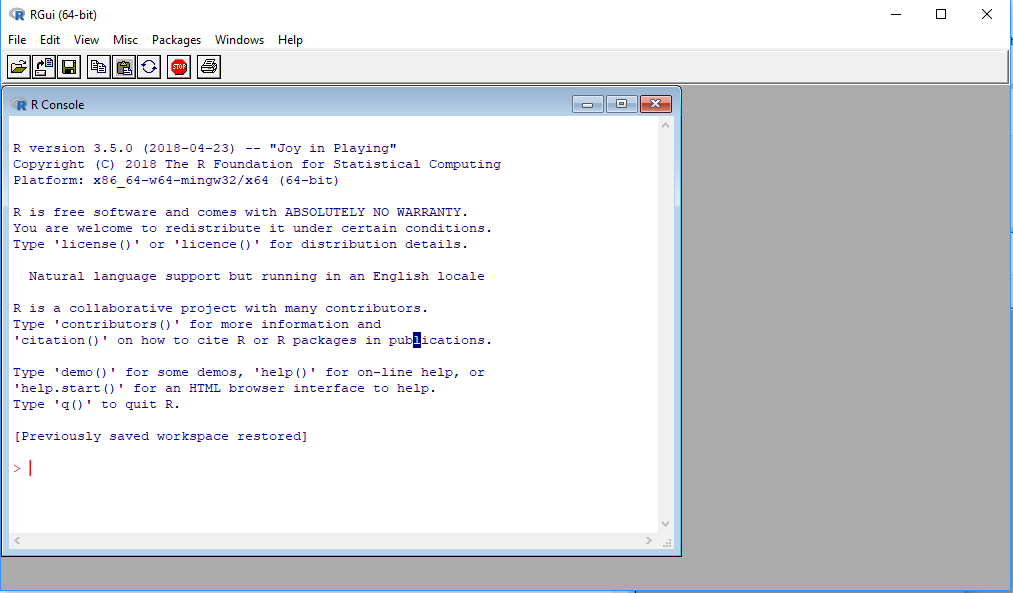 RGui (64-bit)
File Edit View Misc Packages Windows Help
STOP
R Console
R version 3.5.0 (2018-04-23) -- "Joy in Playing"
Copyright (C) 2018 The R Foundation for Statistical Computing
Platform: x86_64-w64-mingw32/x64 (64-bit)
R is free software and comes with ABSOLUTELY NO WARRANTY.
You are welcome to redistribute it under certain conditions.
Type 'license()' or 'licence()' for distribution details.
Natural language support but running in an English locale
R is a collaborative project with many contributors.
Type 'contributors()' for more information and
'citation()' on how to cite R or R packages in publications.
Type 'demo()' for some demos, 'help()' for on-line help, or
'help.start()' for an HTML browser interface to help.
Type 'q()' to quit R.
[Previously saved workspace restored]
>